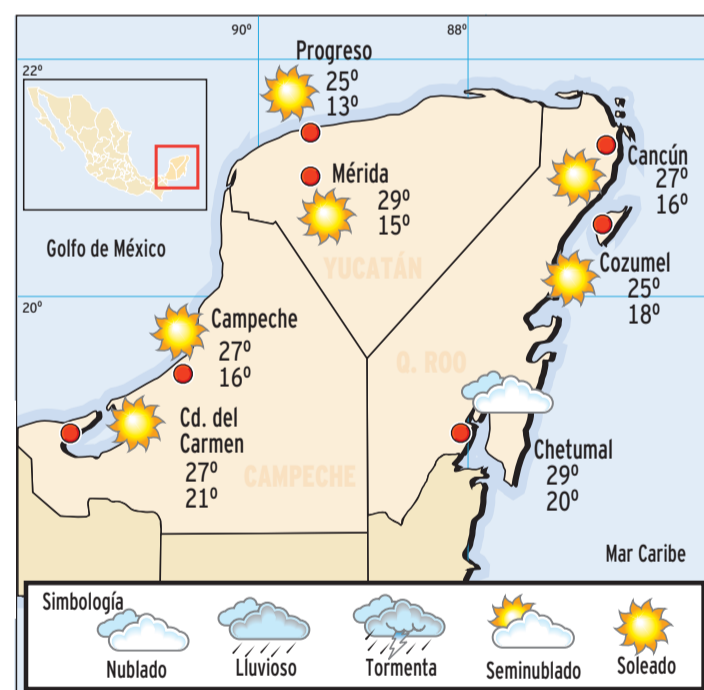 90º
88º
22º
Progreso
25º
13º
Mérida
29º
15º
Cancún
27º
16º
Golfo de México
YUCATÁN
Cozumel
25º
18º
20º
Campeche
27º
16º
Q. ROO
Cd. del
Carmen
27º
21º
CAMPECHE
Chetumal
29º
20º
Mar Caribe
Simbología
Nublado
Lluvioso
Tormenta
Seminublado
Soleado